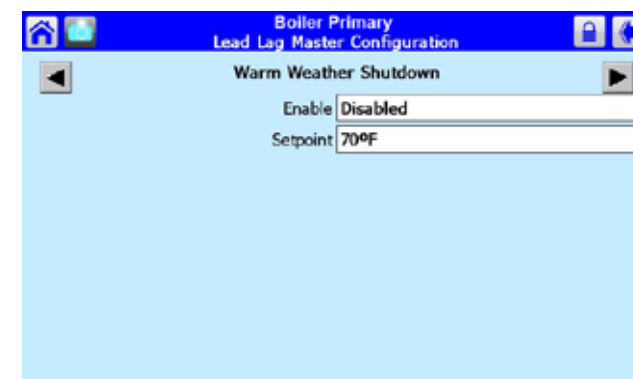 Boiler Primary
Lead Lag Master Configuration
Warm Weather Shutdown
Enable Disabled
Setpoint 70ºF